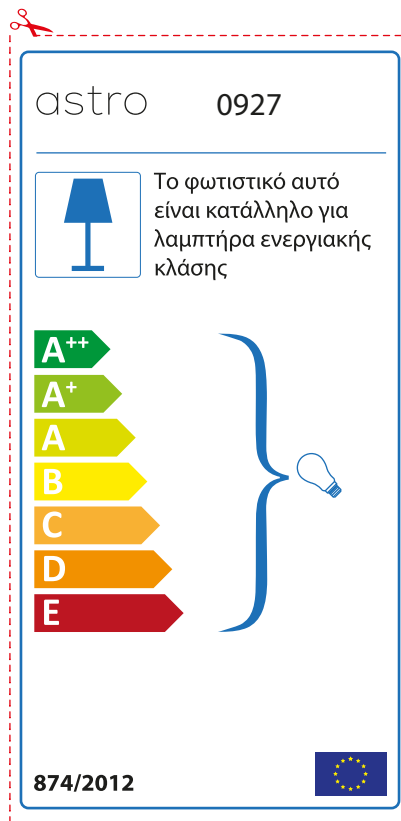 astro 0927
Το φωτιστικό αυτό
είναι κατάλληλο για
λαμπτήρα ενεργιακής
κλάσης
A++
A+
A
B
C
D
E
874/2012